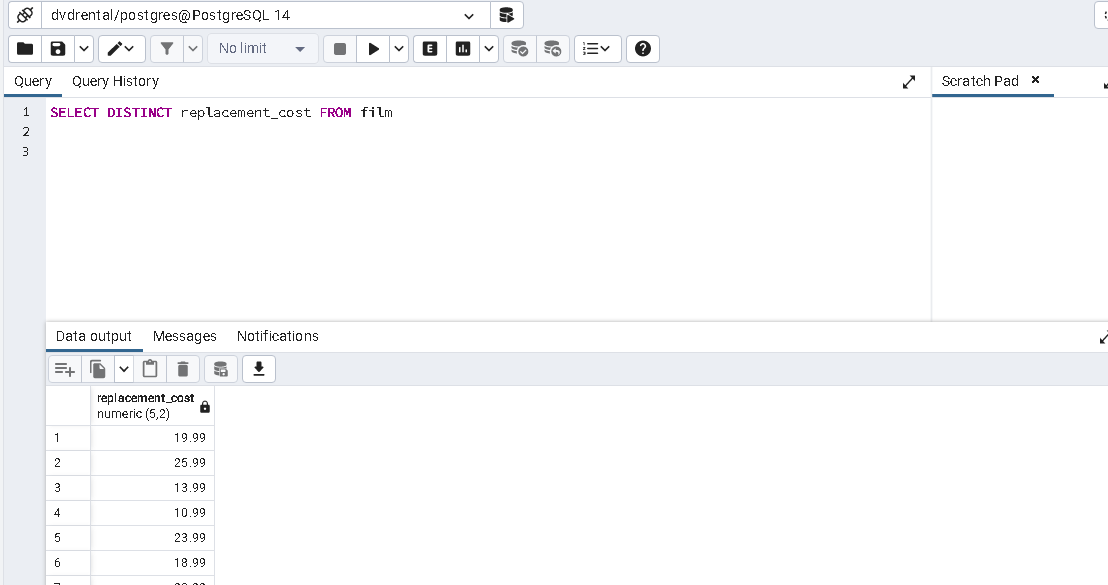 dvdrental/postgres@PostgreSQL 14
No limit
E
Query Query History
Scratch Pad
1 SELECT DISTINCT replacement_cost FROM film
2
3
Data output Messages Notifications
replacement_cost
numeric (5,2)
1 19.99
2 25.99
3 13.99
4 10.99
5 23.99
6 18.99